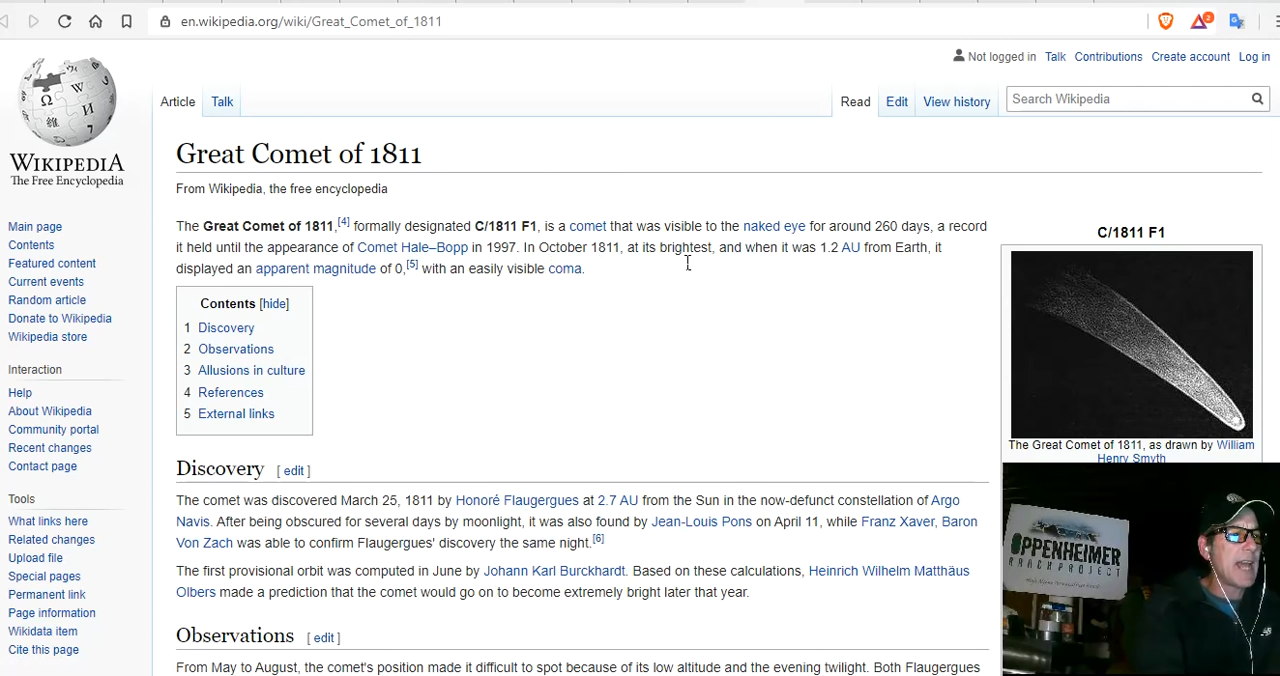 en.wikipedia.org/wiki/Great_Comet_of_1811
2
Not logged in Talk Contributions Create account Log in
Article Talk Read Edit View history Search Wikipedia
WIKIPEDIA
The Free Encyclopedia
Main page
Contents
Featured content
Current events
Random article
Donate to Wikipedia
Wikipedia store
Interaction
Help
About Wikipedia
Community portal
Recent changes
Contact page
Tools
What links here
Related changes
Upload file
Special pages
Permanent link
Page information
Wikidata item
Cite this page
Great Comet of 1811
From Wikipedia, the free encyclopedia
The Great Comet of 1811,[4] formally designated C/1811 F1, is a comet that was visible to the naked eye for around 260 days, a record
it held until the appearance of Comet Hale–Bopp in 1997. In October 1811, at its brightest, and when it was 1.2 AU from Earth, it
displayed an apparent magnitude of 0,[5] with an easily visible coma.
Contents [hide]
1 Discovery
2 Observations
3 Allusions in culture
4 References
5 External links
Discovery [ edit ]
The comet was discovered March 25, 1811 by Honoré Flaugergues at 2.7 AU from the Sun in the now-defunct constellation of Argo
Navis. After being obscured for several days by moonlight, it was also found by Jean-Louis Pons on April 11, while Franz Xaver, Baron
Von Zach was able to confirm Flaugergues' discovery the same night.[6]
The first provisional orbit was computed in June by Johann Karl Burckhardt. Based on these calculations, Heinrich Wilhelm Matthäus
Olbers made a prediction that the comet would go on to become extremely bright later that year.
Observations [ edit ]
From May to August, the comet's position made it difficult to spot because of its low altitude and the evening twilight. Both Flaugergues
C/1811 F1
The Great Comet of 1811, as drawn by William
Henry Smyth
OPPENHEIMER
RANCH PROJECT